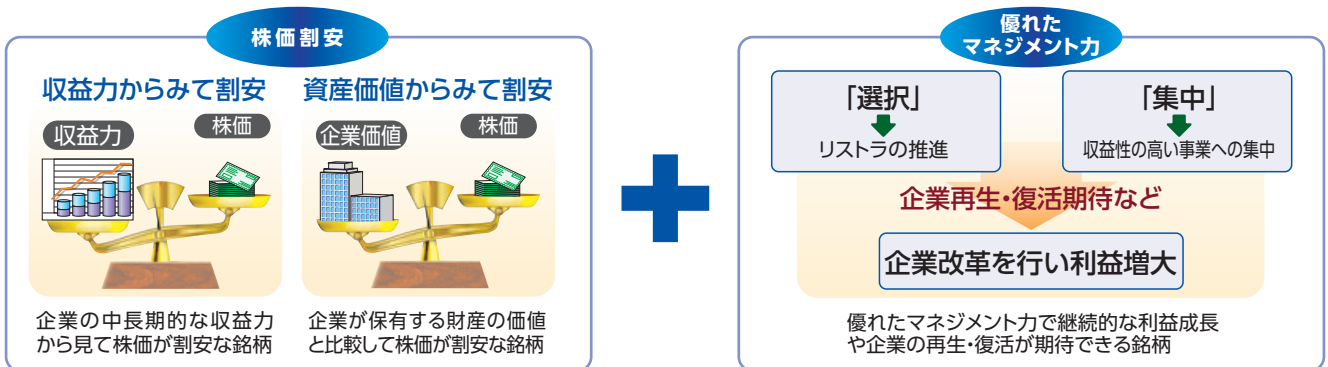 株価割安
収益力からみて割安
収益力
株価
企業の中長期的な収益力
から見て株価が割安な銘柄
資産価値からみて割安
企業価値
株価
企業が保有する財産の価値
と比較して株価が割安な銘柄
優れた
マネジメント力
「選択」
リストラの推進
「集中」
収益性の高い事業への集中
企業再生・復活期待など
企業改革を行い利益増大
優れたマネジメント力で継続的な利益成長
や企業の再生・復活が期待できる銘柄